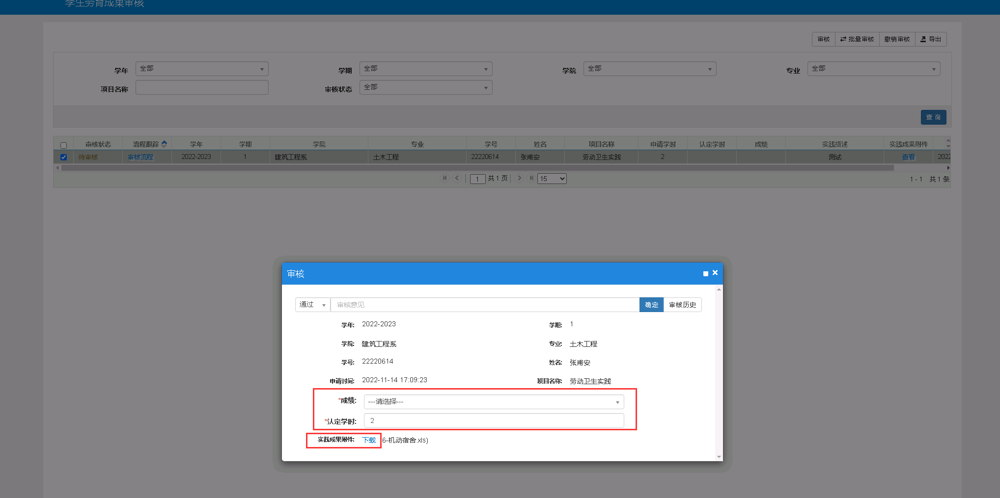 学生劳育成果审核
审核 批量审核 撤销审核 导出
学年 全部 学期 全部 学院 全部 专业 全部
项目名称 审核状态 全部
查 询
审核状态 流程跟踪 学年 学期 学院 专业 学号 姓名 项目名称 申请学时 认定学时 成绩 实践描述 实践成果附件
待审核 审核流程 2022-2023 1 建筑工程系 土木工程 22220614 张甫安 劳动卫生实践 2 测试 查看 2022
1 共 1 页 15 1 - 1 共 1 条
审核
通过 审核意见 确定 审核历史
学年: 2022-2023 学期: 1
学院: 建筑工程系 专业: 土木工程
学号: 22220614 姓名: 张甫安
申请时间: 2022-11-14 17:09:23 项目名称: 劳动卫生实践
*成绩: ---请选择---
*认定学时: 2
实践成果附件: 下载 6-机动宿舍.xls)